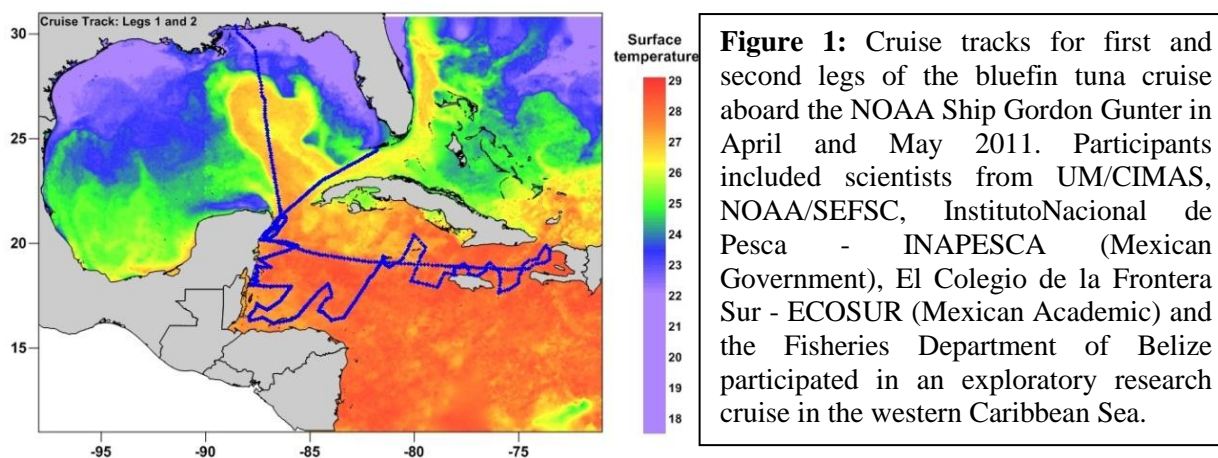 Cruise Track: Legs 1 and 2
30
25
20
15
-95
-90
-85
-80
-75
Surface
temperature
29
28
27
26
25
24
23
22
21
20
19
18
Figure 1: Cruise tracks for first and
second legs of the bluefin tuna cruise
aboard the NOAA Ship Gordon Gunter in
April and May 2011. Participants
included scientists from UM/CIMAS,
NOAA/SEFSC, InstitutoNacional de
Pesca - INAPESCA (Mexican
Government), El Colegio de la Frontera
Sur - ECOSUR (Mexican Academic) and
the Fisheries Department of Belize
participated in an exploratory research
cruise in the western Caribbean Sea.